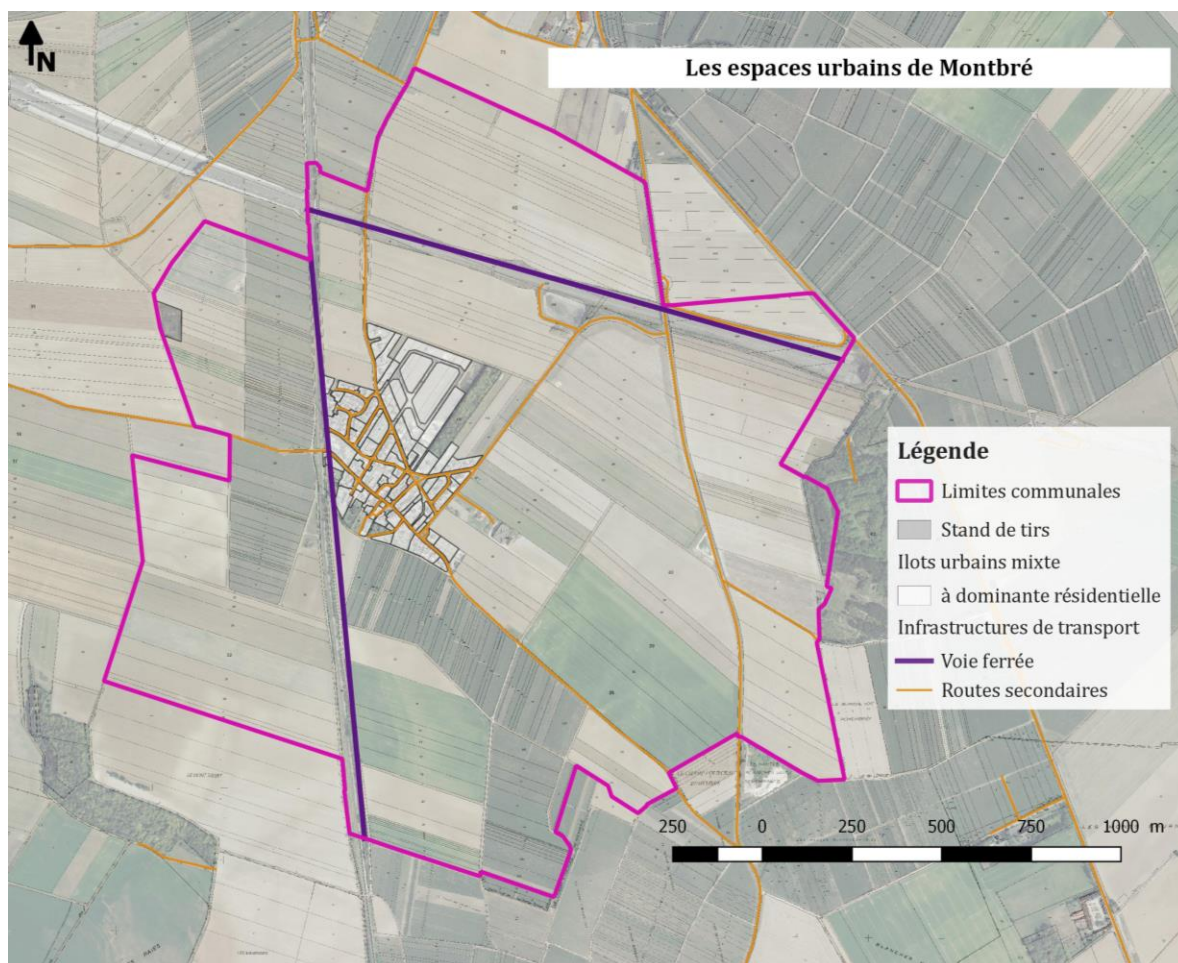 N
Les espaces urbains de Montbré
Légende
Limites communales
Stand de tirs
Ilots urbains mixte
à dominante résidentielle
Infrastructures de transport
Voie ferrée
Routes secondaires
250 0 250 500 750 1000 m